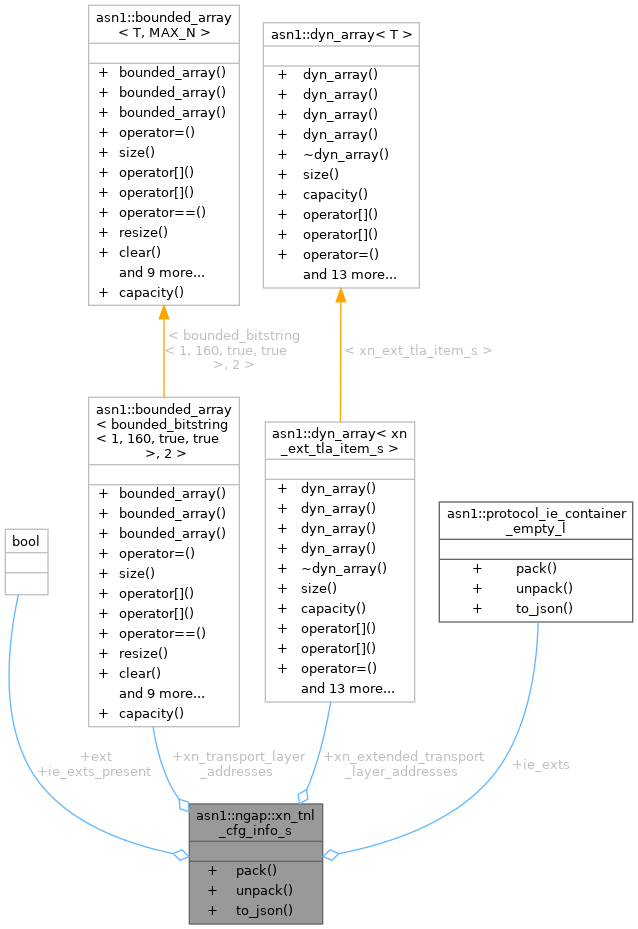 asn1::bounded_array
< T, MAX_N >
+ bounded_array()
+ bounded_array()
+ bounded_array()
+ operator=()
+ size()
+ operator[]()
+ operator[]()
+ operator==()
+ resize()
+ clear()
and 9 more...
+ capacity()
asn1::dyn_array< T >
+ dyn_array()
+ dyn_array()
+ dyn_array()
+ dyn_array()
+ ~dyn_array()
+ size()
+ capacity()
+ operator[]()
+ operator[]()
+ operator=()
and 13 more...
< bounded_bitstring
< 1, 160, true, true
>, 2 >
< xn_ext_tla_item_s >
asn1::bounded_array
< bounded_bitstring
< 1, 160, true, true
>, 2 >
+ bounded_array()
+ bounded_array()
+ bounded_array()
+ operator=()
+ size()
+ operator[]()
+ operator[]()
+ operator==()
+ resize()
+ clear()
and 9 more...
+ capacity()
asn1::dyn_array< xn
_ext_tla_item_s >
+ dyn_array()
+ dyn_array()
+ dyn_array()
+ dyn_array()
+ ~dyn_array()
+ size()
+ capacity()
+ operator[]()
+ operator[]()
+ operator=()
and 13 more...
asn1::protocol_ie_container
_empty_l
+ pack()
+ unpack()
+ to_json()
bool
+ext
+ie_exts_present
+xn_transport_layer
_addresses
+xn_extended_transport
_layer_addresses
+ie_exts
asn1::ngap::xn_tnl
_cfg_info_s
+ pack()
+ unpack()
+ to_json()